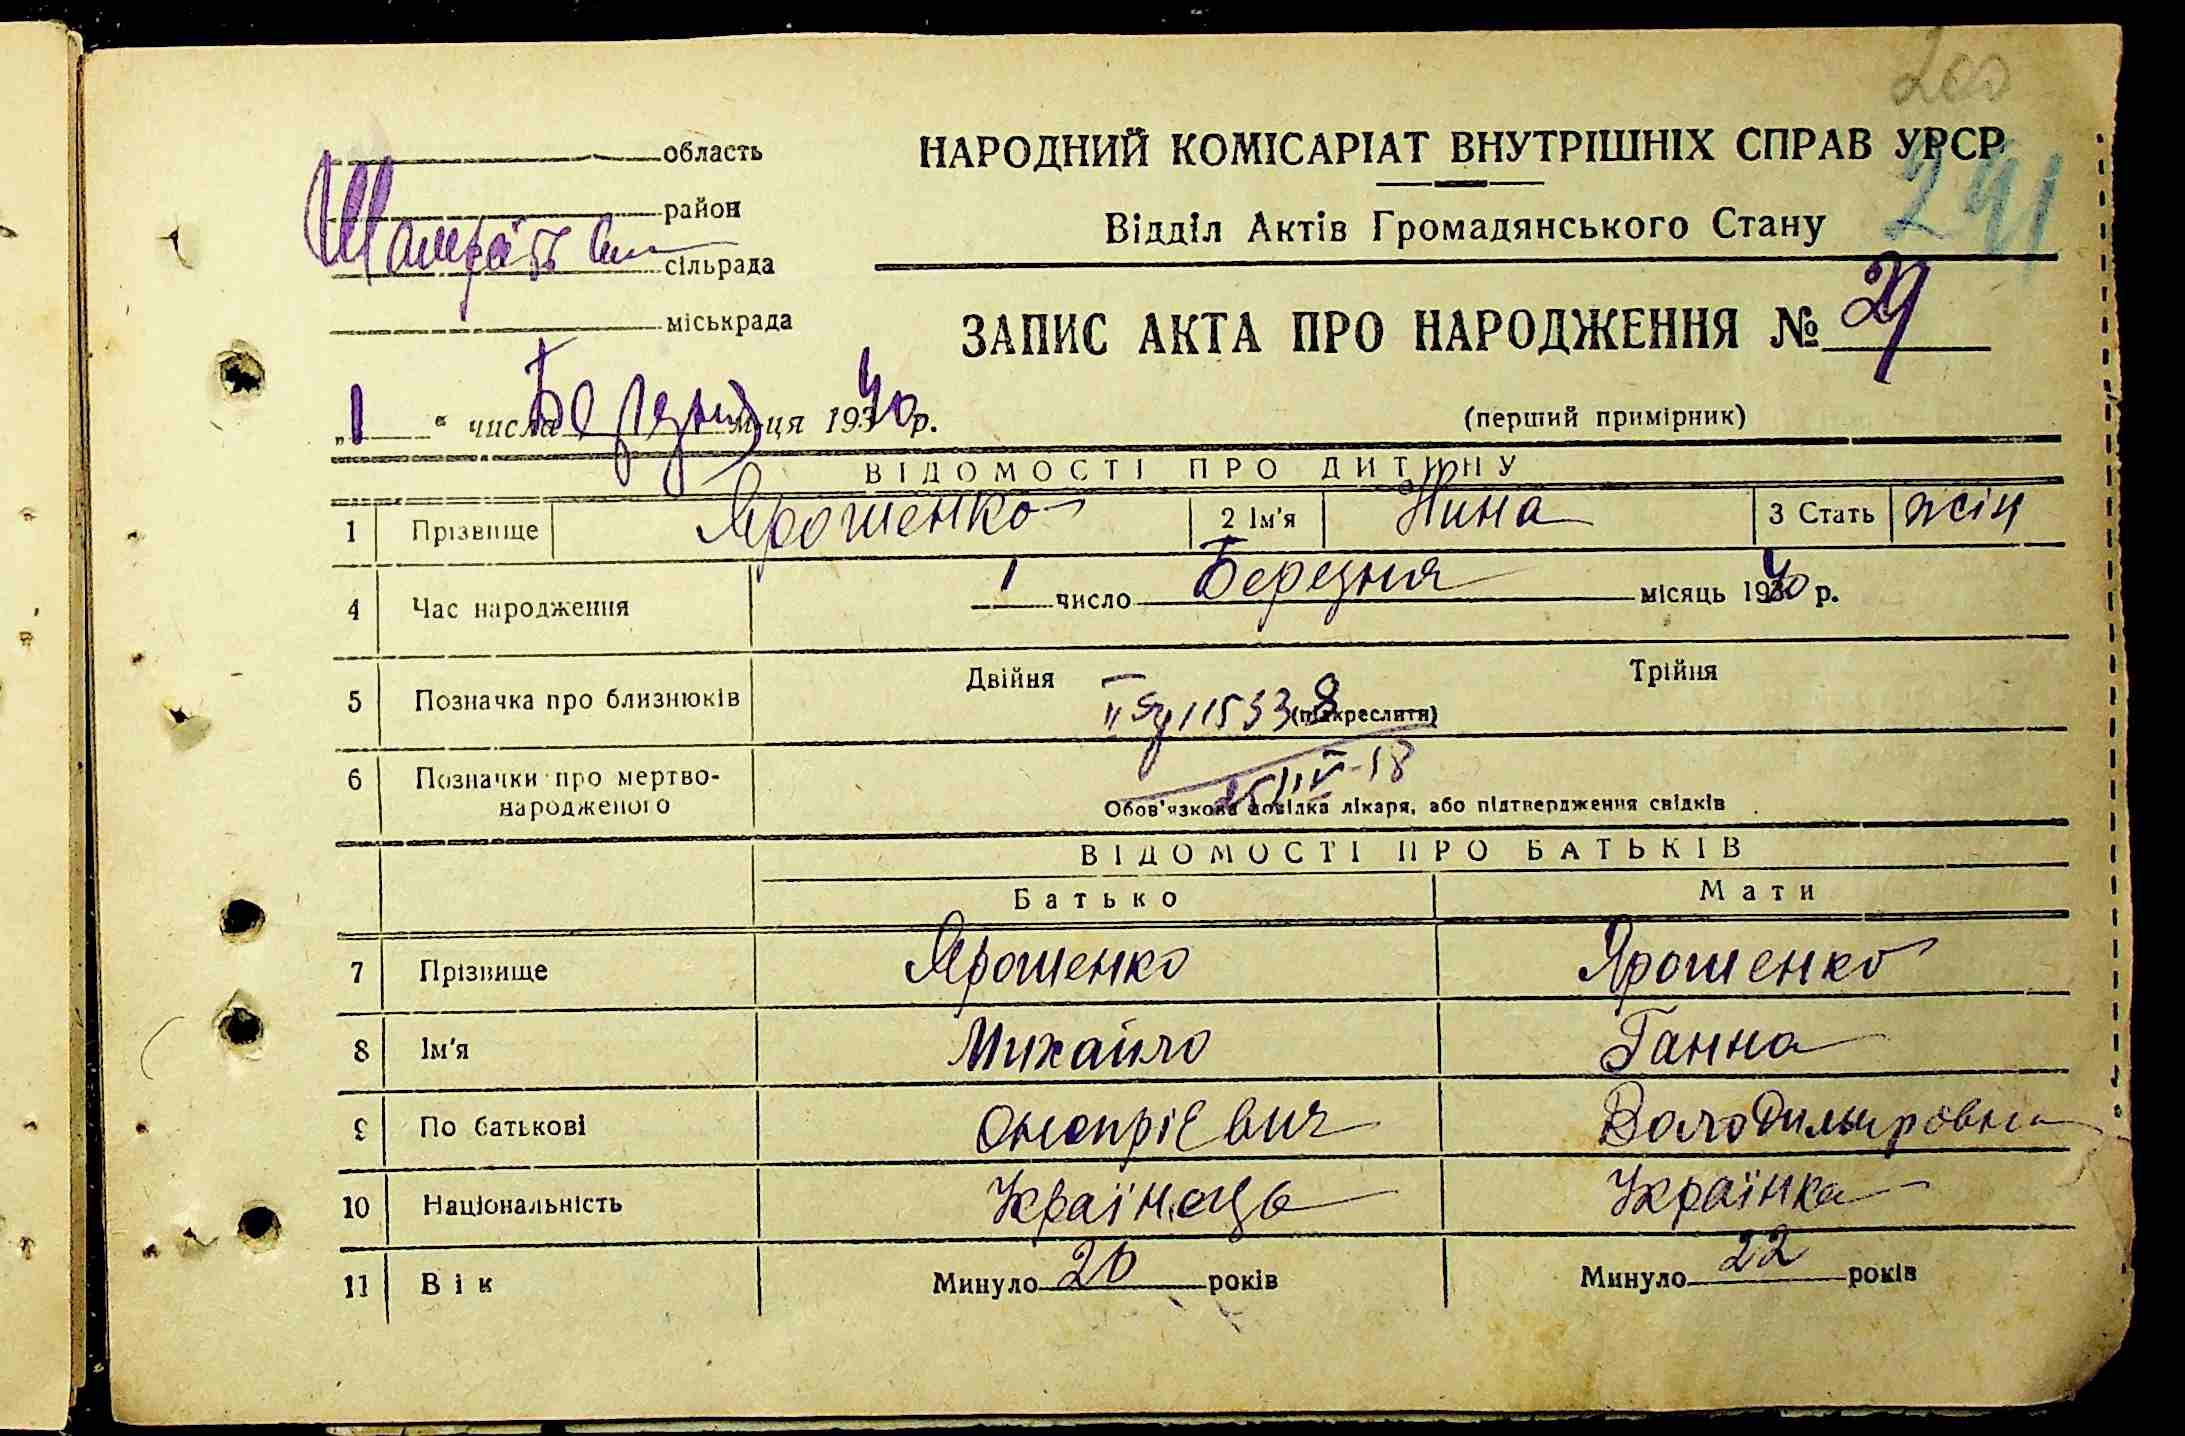 200
область
НАРОДНИЙ КОМІСАРІАТ ВНУТРІШНІХ СПРАВ УРСР
241
район
Відділ Актів Громадянського Стану
сільрада
міськрада
ЗАПИС АКТА ПРО НАРОДЖЕННЯ № 29
„1“ числа Березня м-ця 1940 р.
(перший примірник)
ВІДОМОСТІ ПРО ДИТИНУ
1 Прізвище Ярошенко 2 Ім'я Нина 3 Стать жін
4 Час народження 1 число Березня місяць 1940 р.
5 Позначка про близнюків Двійня Трійня
(підкреслити)
6 Позначки про мертвонародженого
Обов'язкова довідка лікаря, або підтвердження свідків
ВІДОМОСТІ ПРО БАТЬКІВ
Батько Мати
7 Прізвище Ярошенко Ярошенко
8 Ім'я Михайло Ганна
9 По батькові Онопрієвич Володимировна
10 Національність Українець Українка
11 Вік Минуло 20 років Минуло 22 років